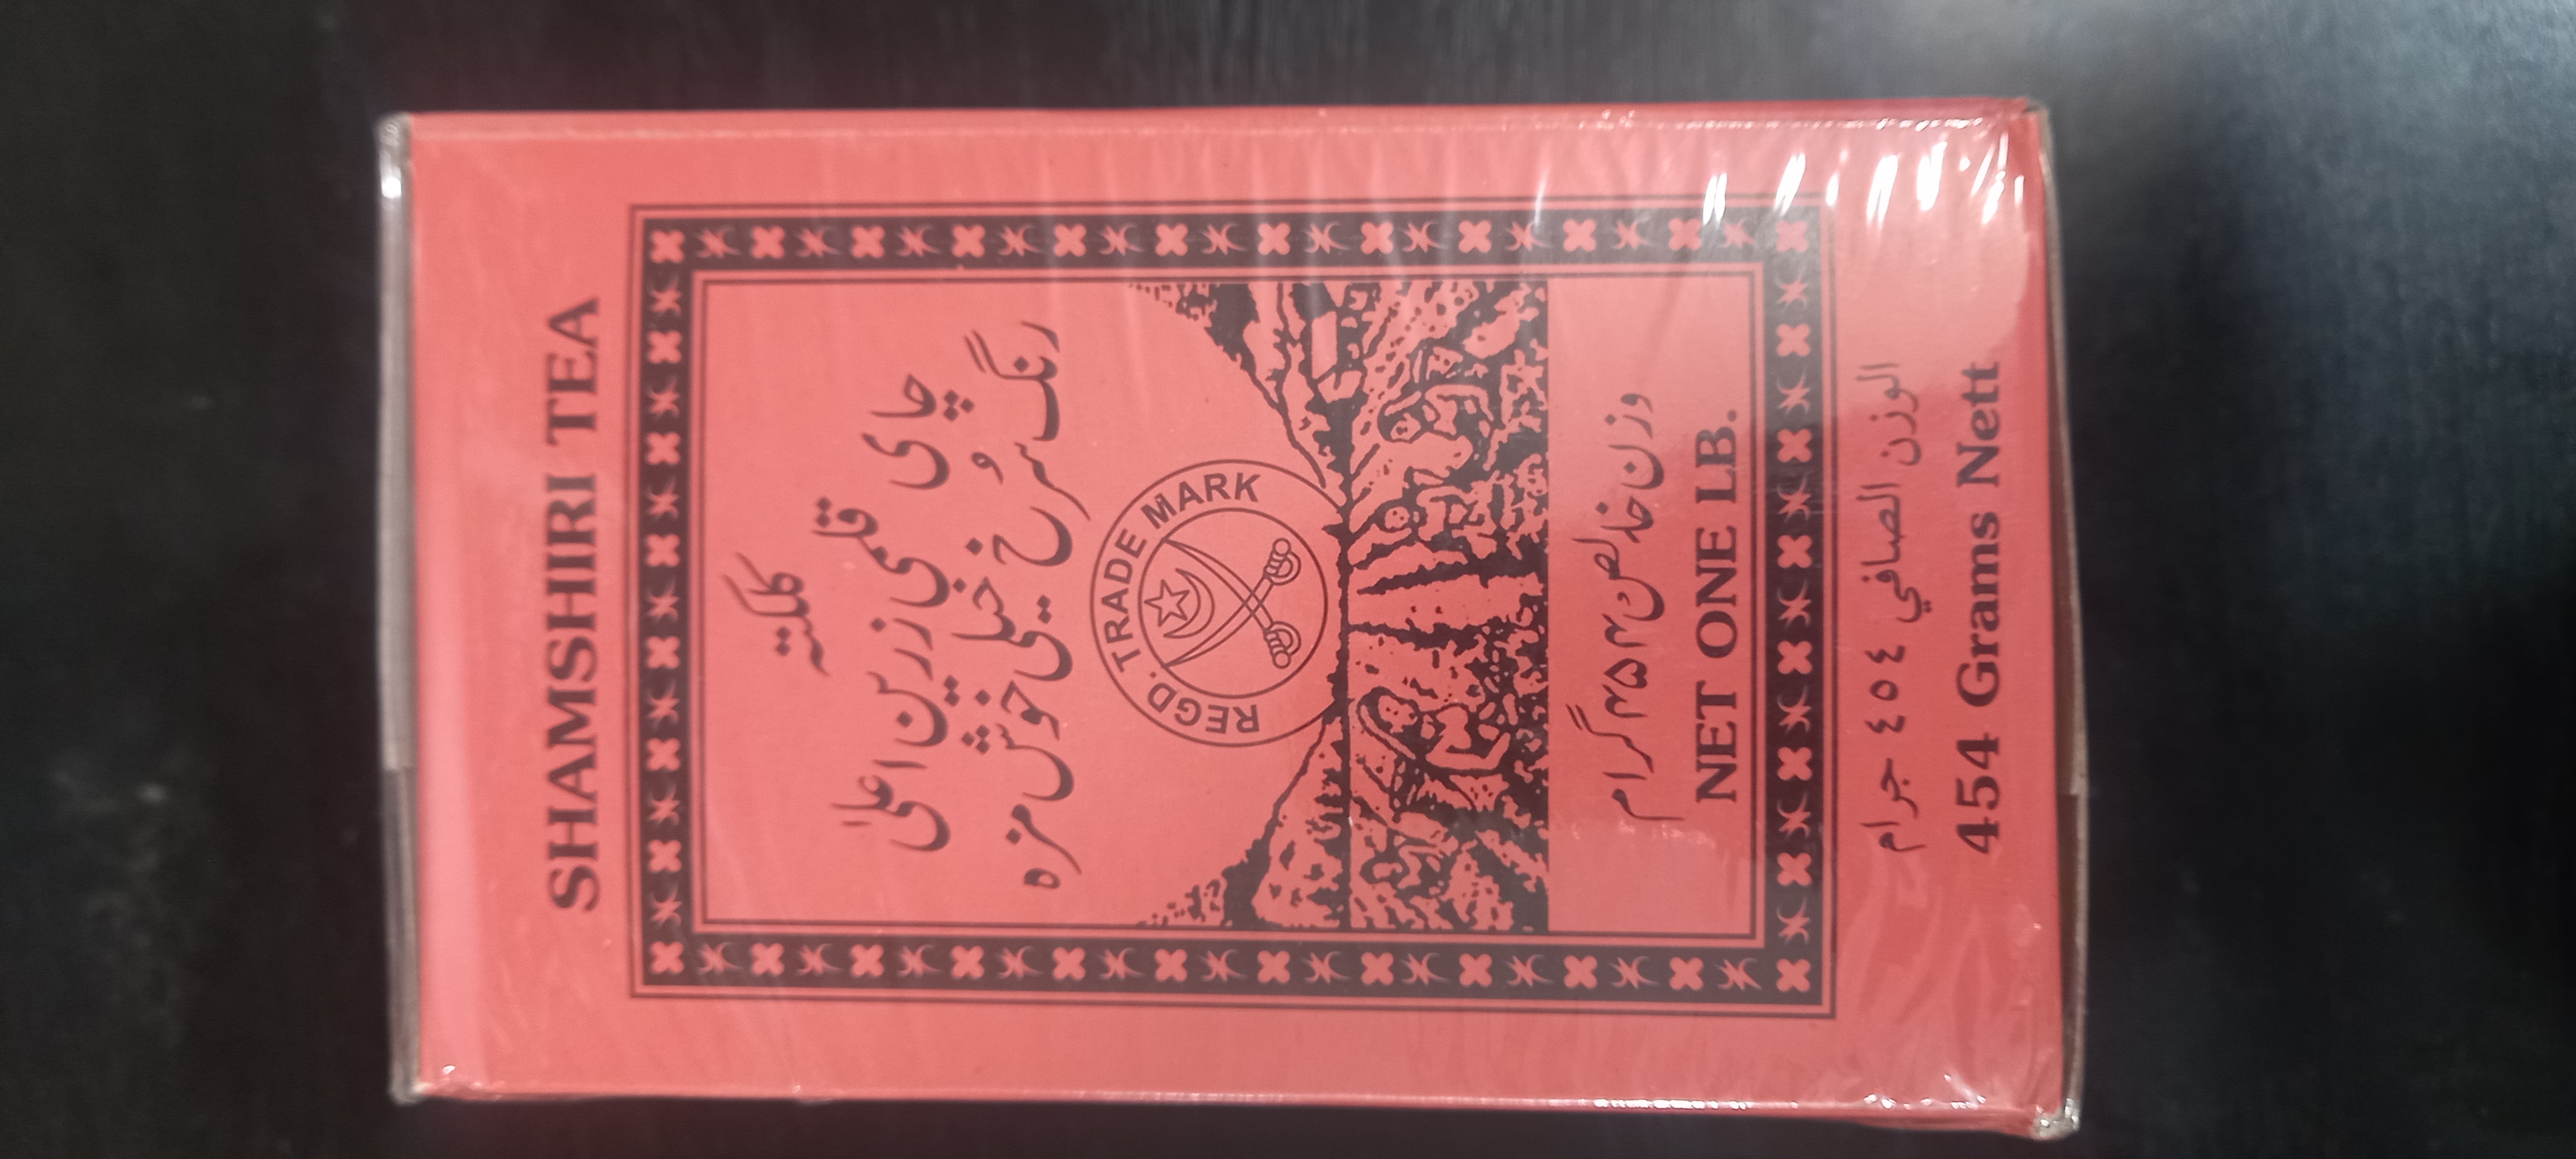 SHAMSHIRI TEA
کلکته
چای قلمی زرین اعلیٰ
رنگ سرخ و خیلی خوش مزه
REGD. TRADE MARK
وزن خالص ۴۵۴ گرام
NET ONE LB.
الوزن الصافي ٤٥٤ جرام
454 Grams Nett